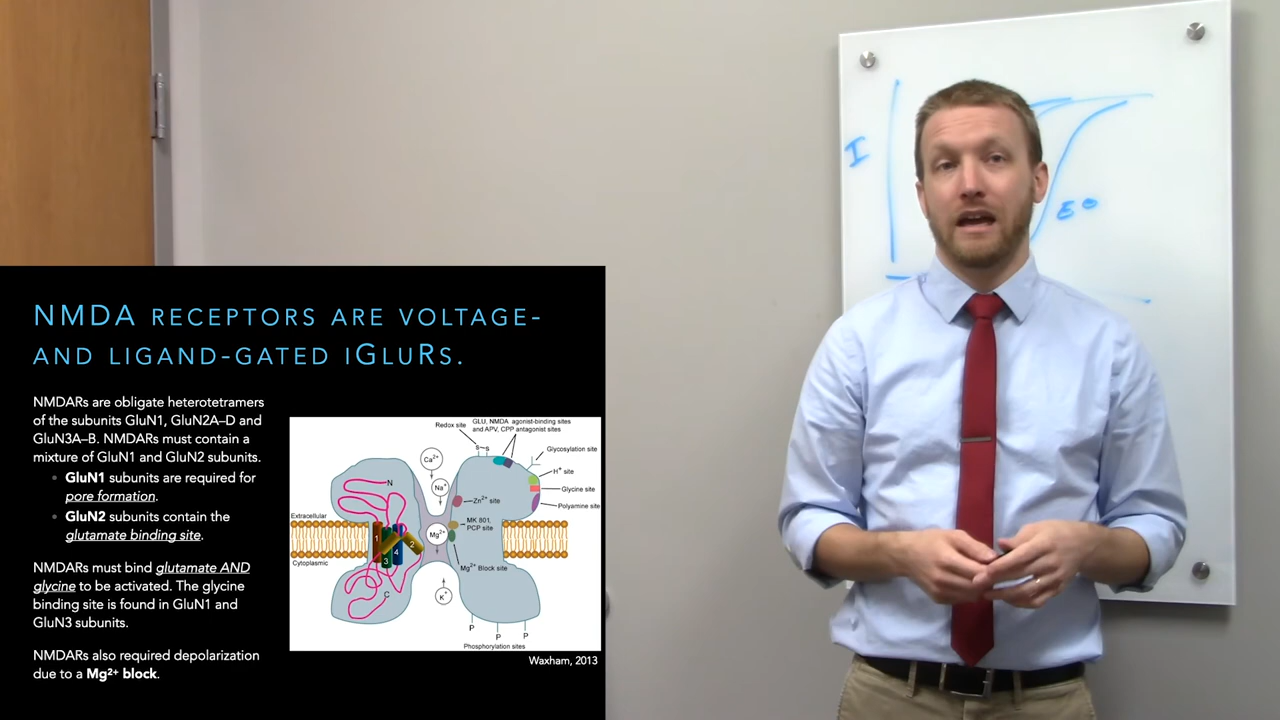 NMDA RECEPTORS ARE VOLTAGE-
AND LIGAND-GATED IGLURS.
NMDARs are obligate heterotetramers
of the subunits GluN1, GluN2A–D and
GluN3A–B. NMDARs must contain a
mixture of GluN1 and GluN2 subunits.
• GluN1 subunits are required for
pore formation.
• GluN2 subunits contain the
glutamate binding site.
NMDARs must bind glutamate AND
glycine to be activated. The glycine
binding site is found in GluN1 and
GluN3 subunits.
NMDARs also required depolarization
due to a Mg²⁺ block.
Redox site
GLU, NMDA agonist-binding sites
and APV, CPP antagonist sites
S–S
Glycosylation site
H⁺ site
Glycine site
Polyamine site
Ca²⁺
Na⁺
Zn²⁺ site
MK 801,
PCP site
Mg²⁺
Mg²⁺ Block site
K⁺
N
C
1
2
3
4
Extracellular
Cytoplasmic
P
P
P
Phosphorylation sites
Waxham, 2013
I